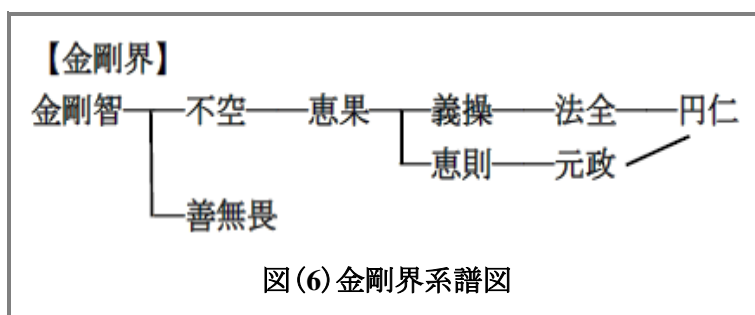 【金剛界】
金剛智 不空 恵果 義操 法全 円仁
恵則 元政
善無畏
図(6)金剛界系譜図